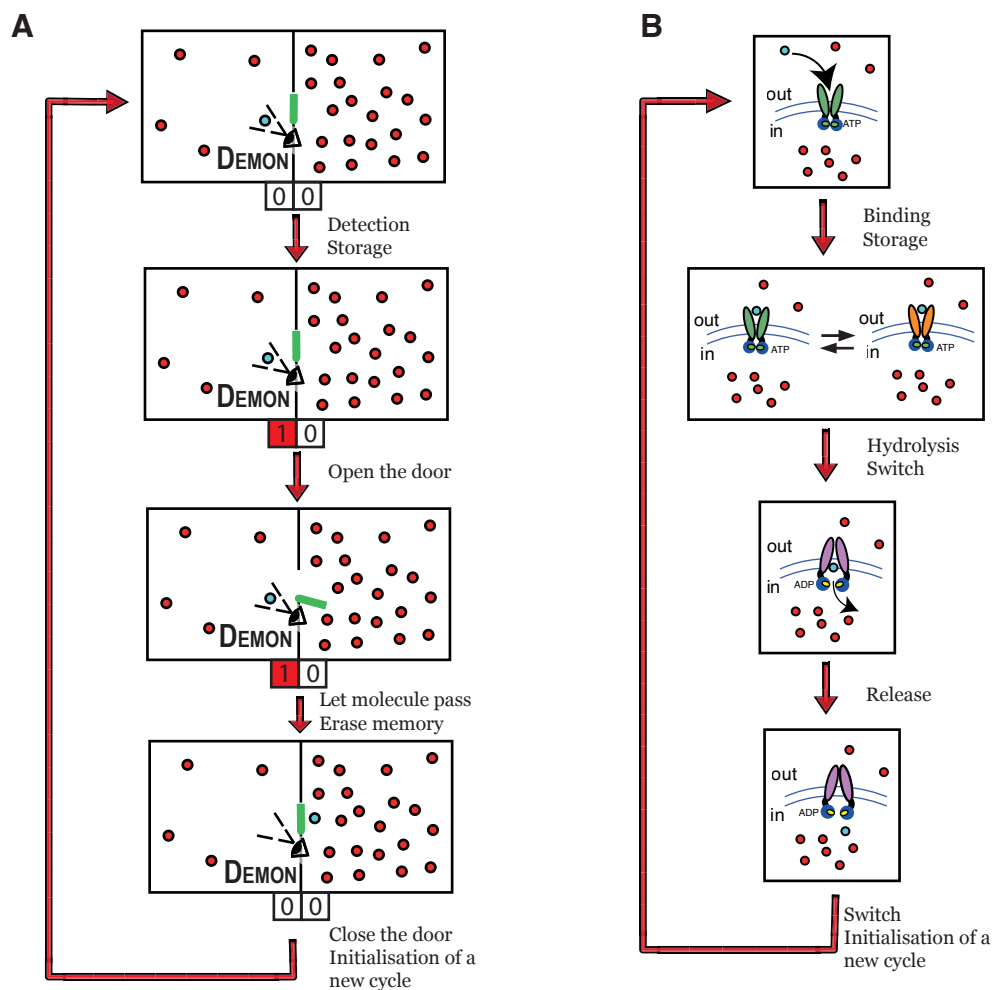 A
DEMON
0 0
Detection
Storage
DEMON
1 0
Open the door
DEMON
1 0
Let molecule pass
Erase memory
DEMON
0 0
Close the door
Initialisation of a
new cycle
B
out
in
ATP
Binding
Storage
out
in
ATP
out
in
ATP
Hydrolysis
Switch
out
in
ADP
Release
out
in
ADP
Switch
Initialisation of a
new cycle